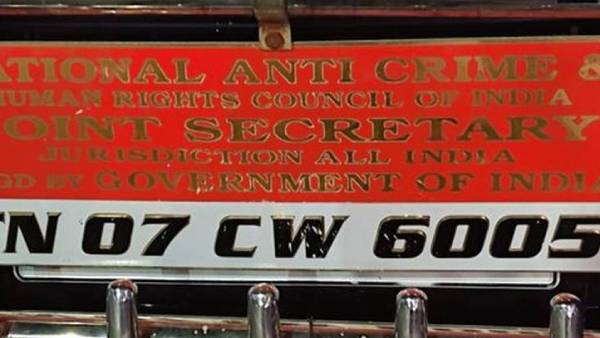 ATIONAL ANTI CRIME &
HUMAN RIGHTS COUNCIL OF INDIA
OINT SECRETARY
JURISDICTION ALL INDIA
GD BY GOVERNMENT OF INDIA
TN 07 CW 6005